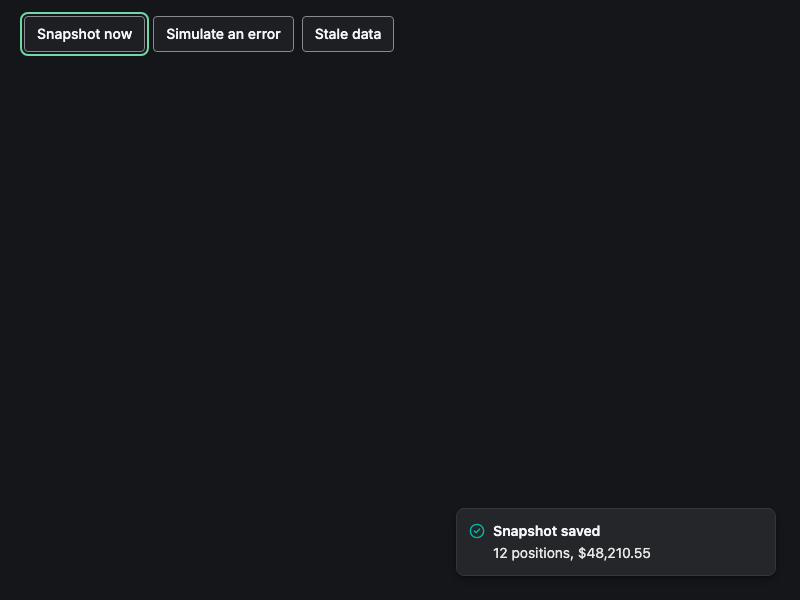 Snapshot now
Simulate an error
Stale data
Snapshot saved
12 positions, $48,210.55